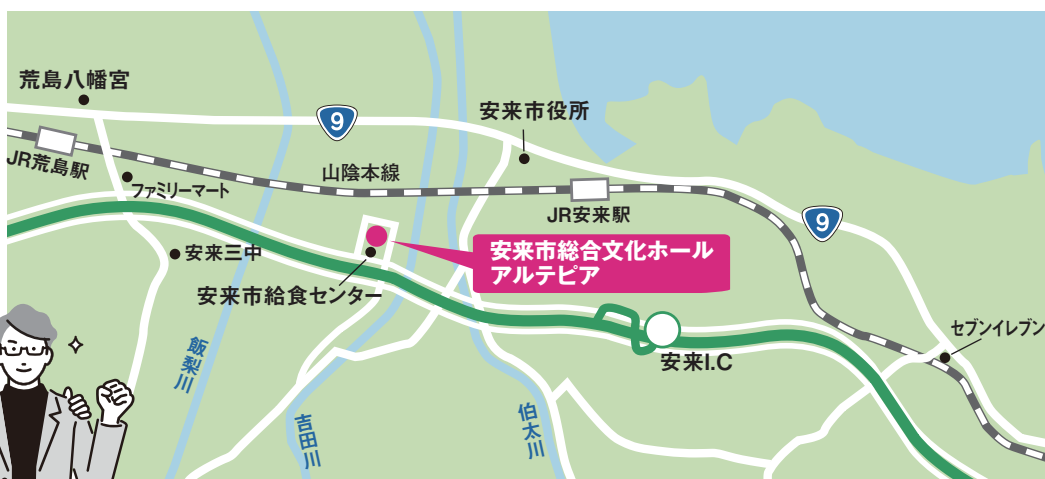 荒島八幡宮
9
安来市役所
JR荒島駅
山陰本線
ファミリーマート
JR安来駅
9
安来市総合文化ホール
アルテピア
安来三中
安来市給食センター
セブンイレブン
飯梨川
安来I.C
吉田川
伯太川